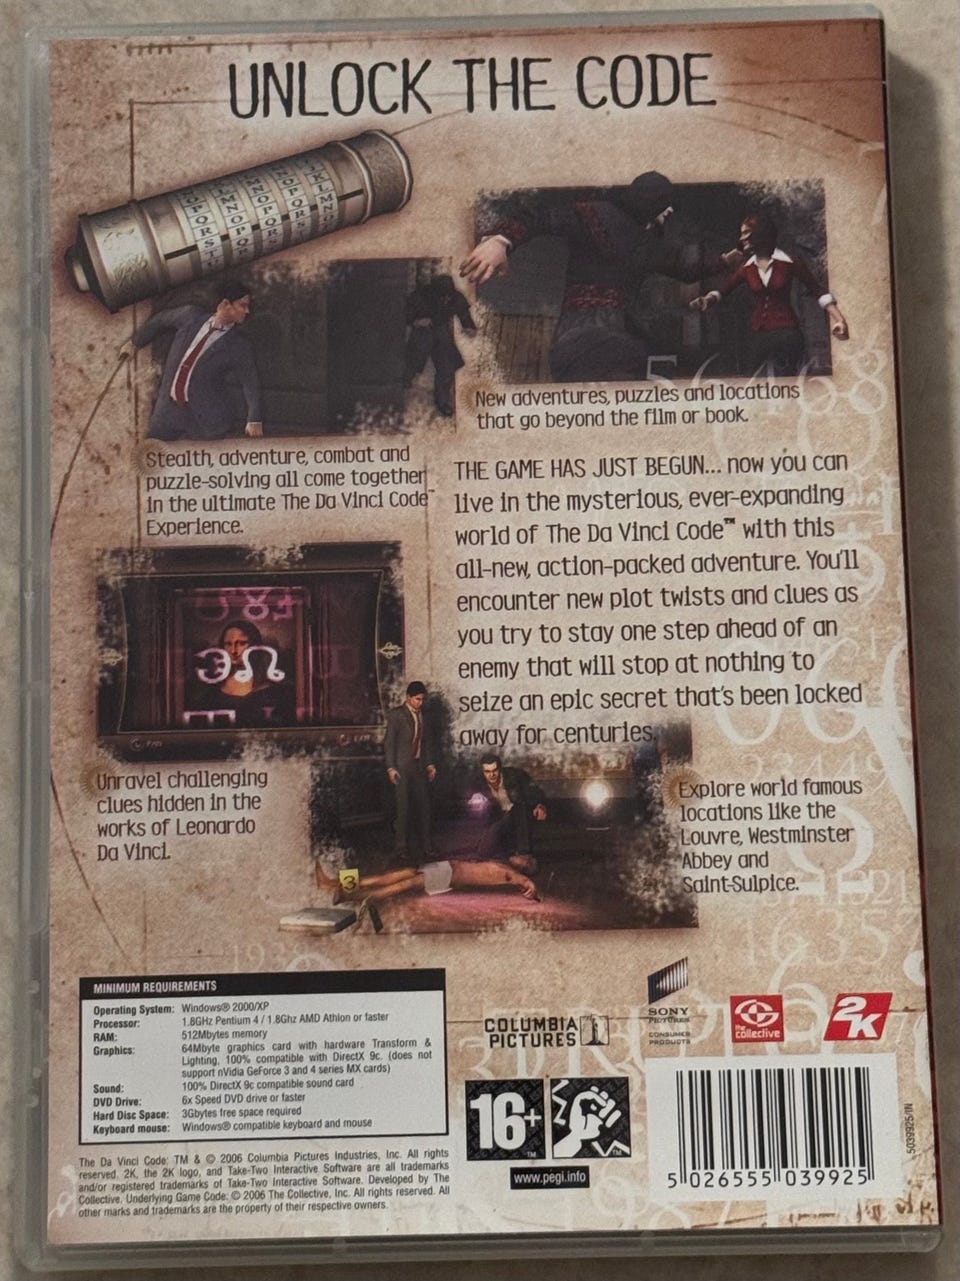 UNLOCK THE CODE
New adventures, puzzles and locations
that go beyond the film or book.
Stealth, adventure, combat and
puzzle-solving all come together
in the ultimate The Da Vinci Code™
Experience.
THE GAME HAS JUST BEGUN... now you can
live in the mysterious, ever-expanding
world of The Da Vinci Code™ with this
all-new, action-packed adventure. You'll
encounter new plot twists and clues as
you try to stay one step ahead of an
enemy that will stop at nothing to
seize an epic secret that's been locked
away for centuries.
Unravel challenging
clues hidden in the
works of Leonardo
Da Vinci.
3
Explore world famous
locations like the
Louvre, Westminster
Abbey and
Saint-Sulpice.
MINIMUM REQUIREMENTS
Operating System: Windows® 2000/XP
Processor: 1.8GHz Pentium 4 / 1.8Ghz AMD Athlon or faster
RAM: 512Mbytes memory
Graphics: 64Mbyte graphics card with hardware Transform &
Lighting, 100% compatible with DirectX 9c. (does not
support nVidia GeForce 3 and 4 series MX cards)
Sound: 100% DirectX 9c compatible sound card
DVD Drive: 6x Speed DVD drive or faster
Hard Disc Space: 3Gbytes free space required
Keyboard mouse: Windows® compatible keyboard and mouse
COLUMBIA
PICTURES
SONY
PICTURES
CONSUMER
PRODUCTS
the
collective
2K
16+
™
™
www.pegi.info
5 026555 039925
5039925/IN
The Da Vinci Code: TM & © 2006 Columbia Pictures Industries, Inc. All rights
reserved. 2K, the 2K logo, and Take-Two Interactive Software are all trademarks
and/or registered trademarks of Take-Two Interactive Software. Developed by The
Collective. Underlying Game Code: © 2006 The Collective, Inc. All rights reserved. All
other marks and trademarks are the property of their respective owners.